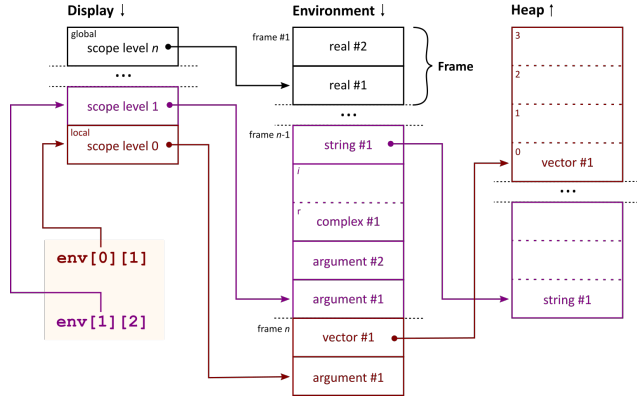 Display ↓
global
scope level n
...
scope level 1
local
scope level 0
env[0][1]
env[1][2]
Environment ↓
frame #1
real #2
real #1
Frame
...
frame n-1
string #1
i
r
complex #1
argument #2
argument #1
frame n
vector #1
argument #1
Heap ↑
3
2
1
0
vector #1
...
string #1